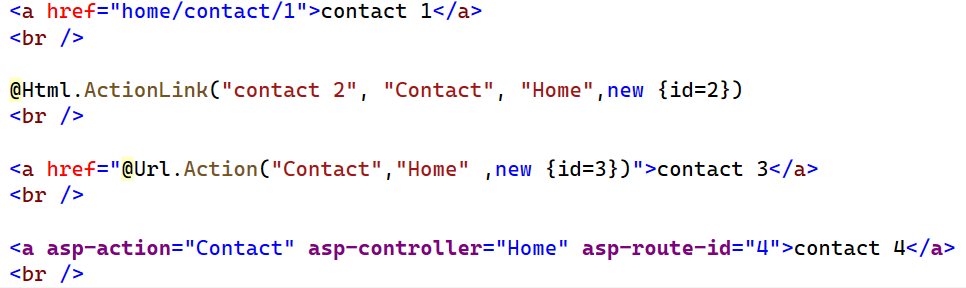 <a href="home/contact/1">contact 1</a>
<br />
@Html.ActionLink("contact 2", "Contact", "Home",new {id=2})
<br />
<a href="@Url.Action("Contact","Home" ,new {id=3})">contact 3</a>
<br />
<a asp-action="Contact" asp-controller="Home" asp-route-id="4">contact 4</a>
<br />